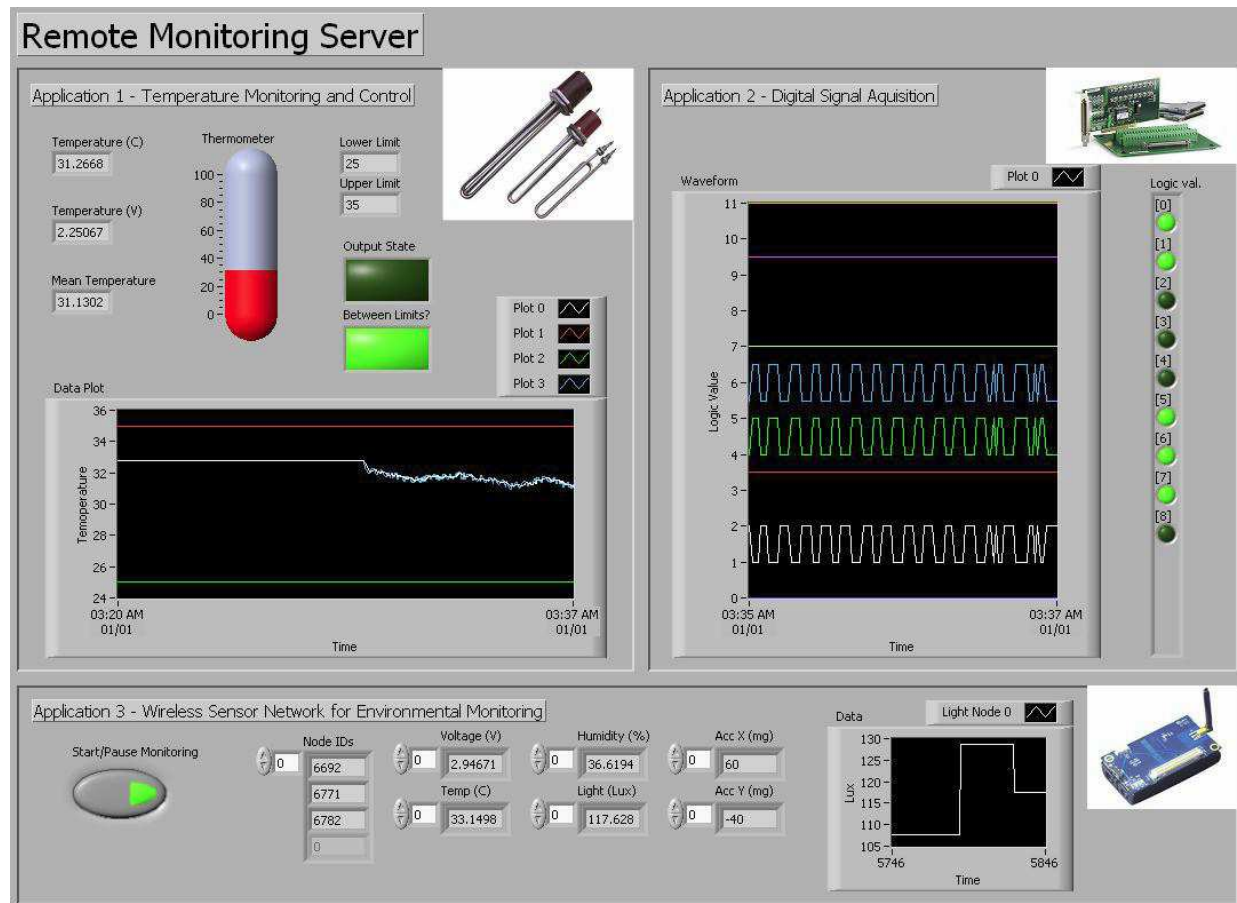 Remote Monitoring Server
Application 1 - Temperature Monitoring and Control
Temperature (C)
31.2668
Temperature (V)
2.25067
Mean Temperature
31.1302
Thermometer
100
80
60
40
20
0
Lower Limit
25
Upper Limit
35
Output State
Between Limits?
Plot 0
Plot 1
Plot 2
Plot 3
Data Plot
Temoperature
36
34
32
30
28
26
24
03:20 AM
01/01
03:37 AM
01/01
Time
Application 2 - Digital Signal Aquisition
Waveform
Plot 0
Logic Value
11
10
9
8
7
6
5
4
3
2
1
0
03:35 AM
01/01
03:37 AM
01/01
Time
Logic val.
[0]
[1]
[2]
[3]
[4]
[5]
[6]
[7]
[8]
Application 3 - Wireless Sensor Network for Environmental Monitoring
Start/Pause Monitoring
Node IDs
0
6692
6771
6782
0
Voltage (V)
0
2.94671
Temp (C)
0
33.1498
Humidity (%)
0
36.6194
Light (Lux)
0
117.628
Acc X (mg)
0
60
Acc Y (mg)
0
-40
Data
Light Node 0
Lux
130
125
120
115
110
105
5746
5846
Time